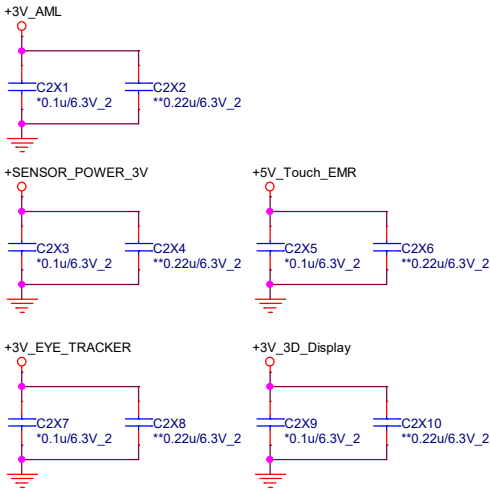 +3V_AML
C2X1
*0.1u/6.3V_2
C2X2
**0.22u/6.3V_2
+SENSOR_POWER_3V
C2X3
*0.1u/6.3V_2
C2X4
**0.22u/6.3V_2
+5V_Touch_EMR
C2X5
*0.1u/6.3V_2
C2X6
**0.22u/6.3V_2
+3V_EYE_TRACKER
C2X7
*0.1u/6.3V_2
C2X8
**0.22u/6.3V_2
+3V_3D_Display
C2X9
*0.1u/6.3V_2
C2X10
**0.22u/6.3V_2